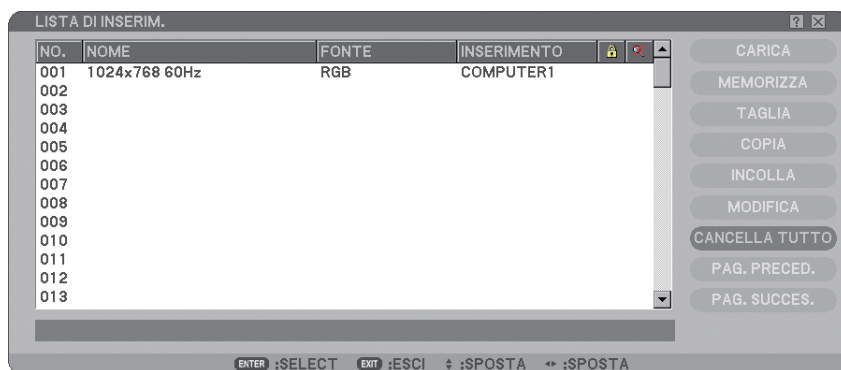 LISTA DI INSERIM.
NO. NOME FONTE INSERIMENTO
001 1024x768 60Hz RGB COMPUTER1
002
003
004
005
006
007
008
009
010
011
012
013
CARICA
MEMORIZZA
TAGLIA
COPIA
INCOLLA
MODIFICA
CANCELLA TUTTO
PAG. PRECED.
PAG. SUCCES.
ENTER :SELECT EXIT :ESCI :SPOSTA :SPOSTA